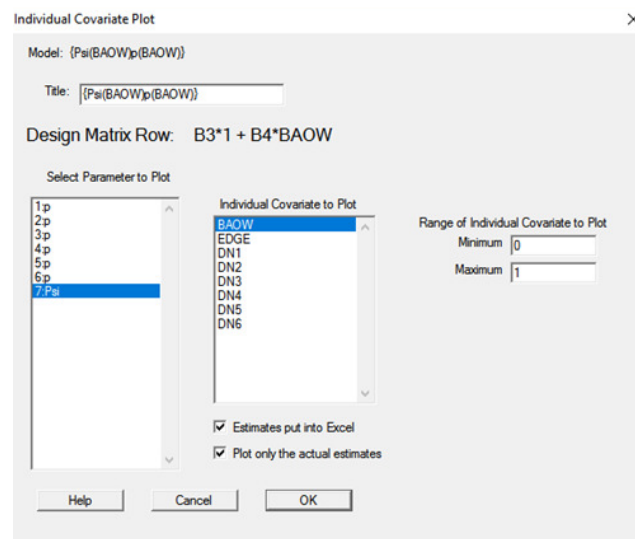 Individual Covariate Plot
Model: {Psi(BAOW)p(BAOW)}
Title: {Psi(BAOW)p(BAOW)}
Design Matrix Row: B3*1 + B4*BAOW
Select Parameter to Plot
1:p
2:p
3:p
4:p
5:p
6:p
7:Psi
Individual Covariate to Plot
BAOW
EDGE
DN1
DN2
DN3
DN4
DN5
DN6
Range of Individual Covariate to Plot
Minimum 0
Maximum 1
Estimates put into Excel
Plot only the actual estimates
Help Cancel OK